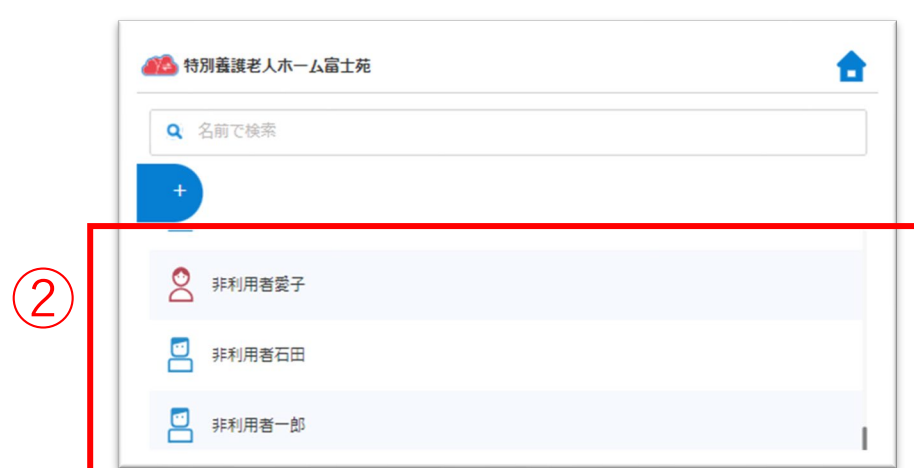 特別養護老人ホーム富士苑
名前で検索
+
②
非利用者愛子
非利用者石田
非利用者一郎